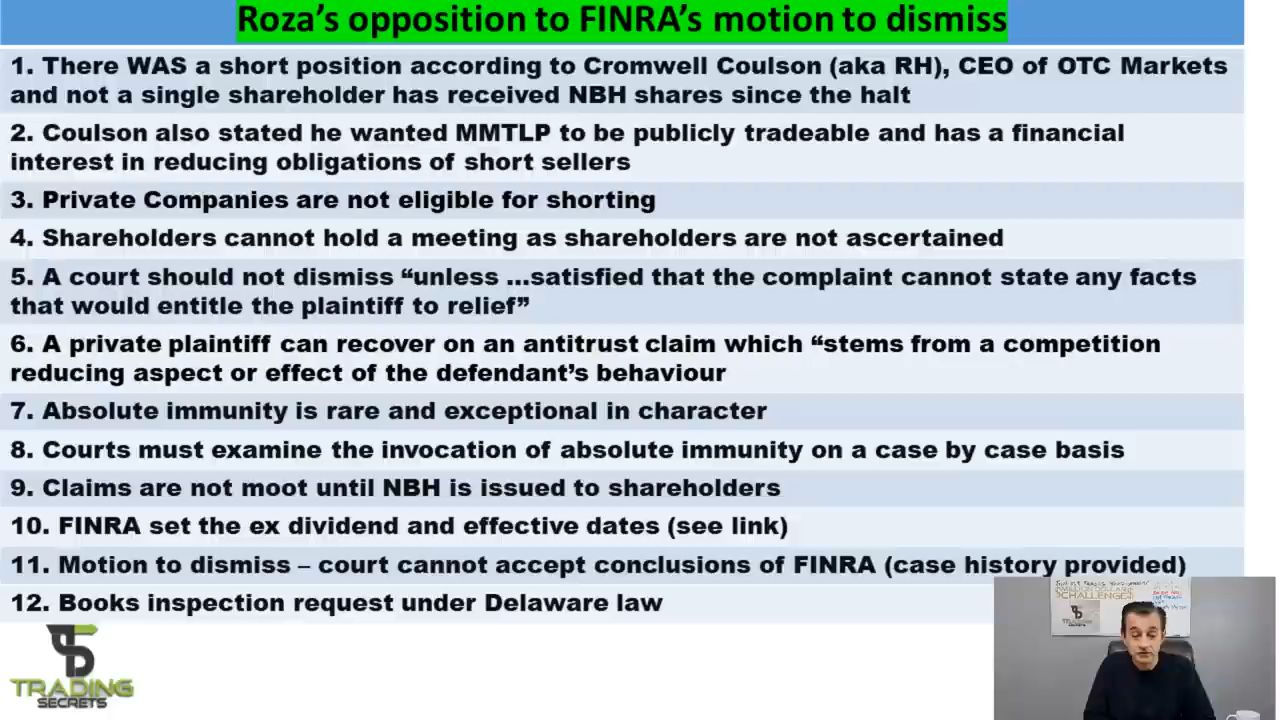 Roza’s opposition to FINRA’s motion to dismiss
1. There WAS a short position according to Cromwell Coulson (aka RH), CEO of OTC Markets
and not a single shareholder has received NBH shares since the halt
2. Coulson also stated he wanted MMTLP to be publicly tradeable and has a financial
interest in reducing obligations of short sellers
3. Private Companies are not eligible for shorting
4. Shareholders cannot hold a meeting as shareholders are not ascertained
5. A court should not dismiss “unless …satisfied that the complaint cannot state any facts
that would entitle the plaintiff to relief”
6. A private plaintiff can recover on an antitrust claim which “stems from a competition
reducing aspect or effect of the defendant’s behaviour
7. Absolute immunity is rare and exceptional in character
8. Courts must examine the invocation of absolute immunity on a case by case basis
9. Claims are not moot until NBH is issued to shareholders
10. FINRA set the ex dividend and effective dates (see link)
11. Motion to dismiss – court cannot accept conclusions of FINRA (case history provided)
12. Books inspection request under Delaware law
TRADING
SECRETS
CHALLENGE